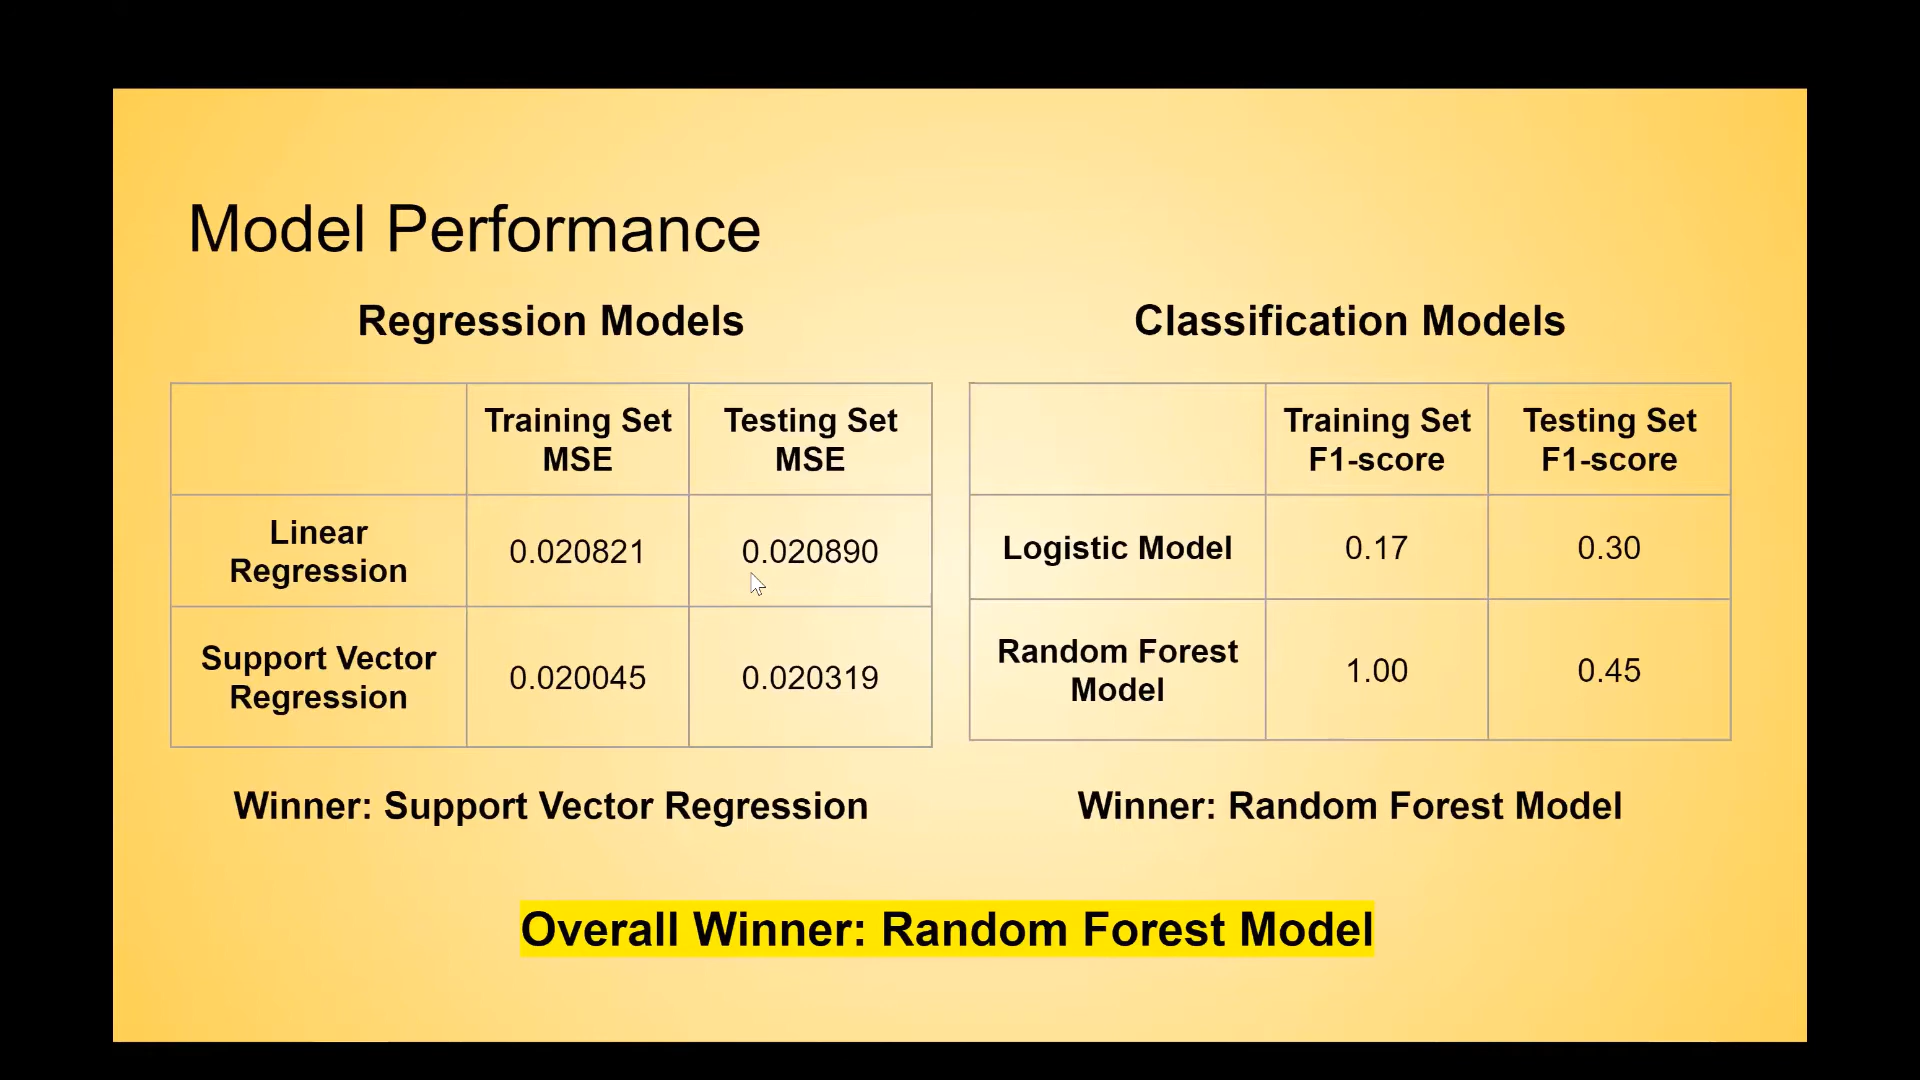 Model Performance
Regression Models
Training Set MSE
Testing Set MSE
Linear Regression
0.020821
0.020890
Support Vector Regression
0.020045
0.020319
Winner: Support Vector Regression
Classification Models
Training Set F1-score
Testing Set F1-score
Logistic Model
0.17
0.30
Random Forest Model
1.00
0.45
Winner: Random Forest Model
Overall Winner: Random Forest Model